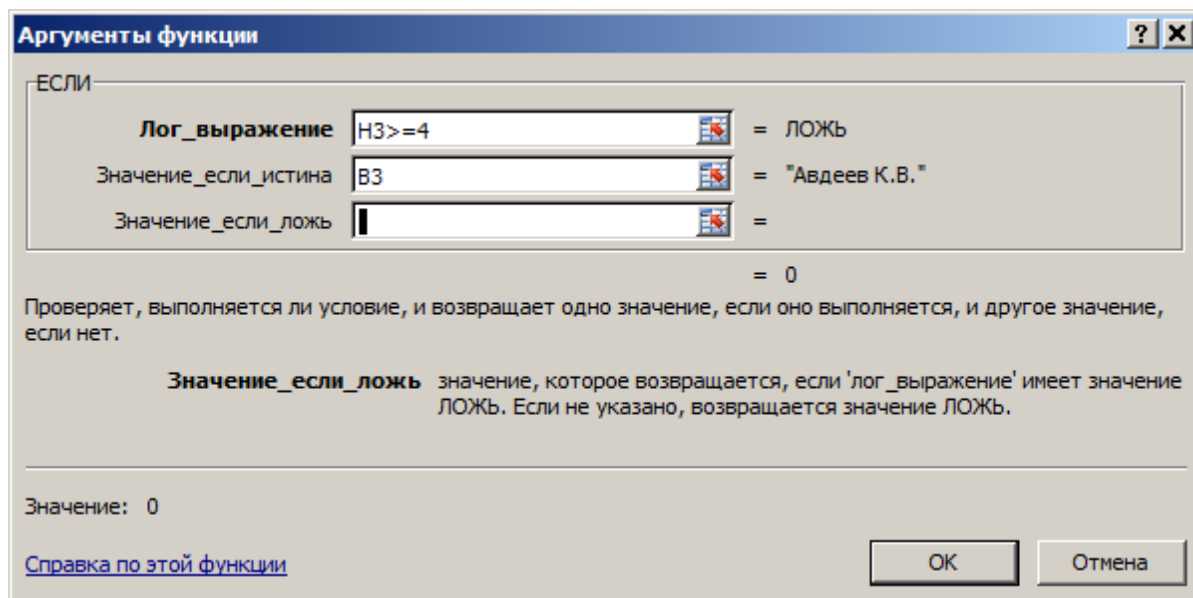 Аргументы функции
ЕСЛИ
Лог_выражение H3>=4 = ЛОЖЬ
Значение_если_истина B3 = "Авдеев К.В."
Значение_если_ложь =
= 0
Проверяет, выполняется ли условие, и возвращает одно значение, если оно выполняется, и другое значение,
если нет.
Значение_если_ложь значение, которое возвращается, если 'лог_выражение' имеет значение
ЛОЖЬ. Если не указано, возвращается значение ЛОЖЬ.
Значение: 0
Справка по этой функции
ОК
Отмена